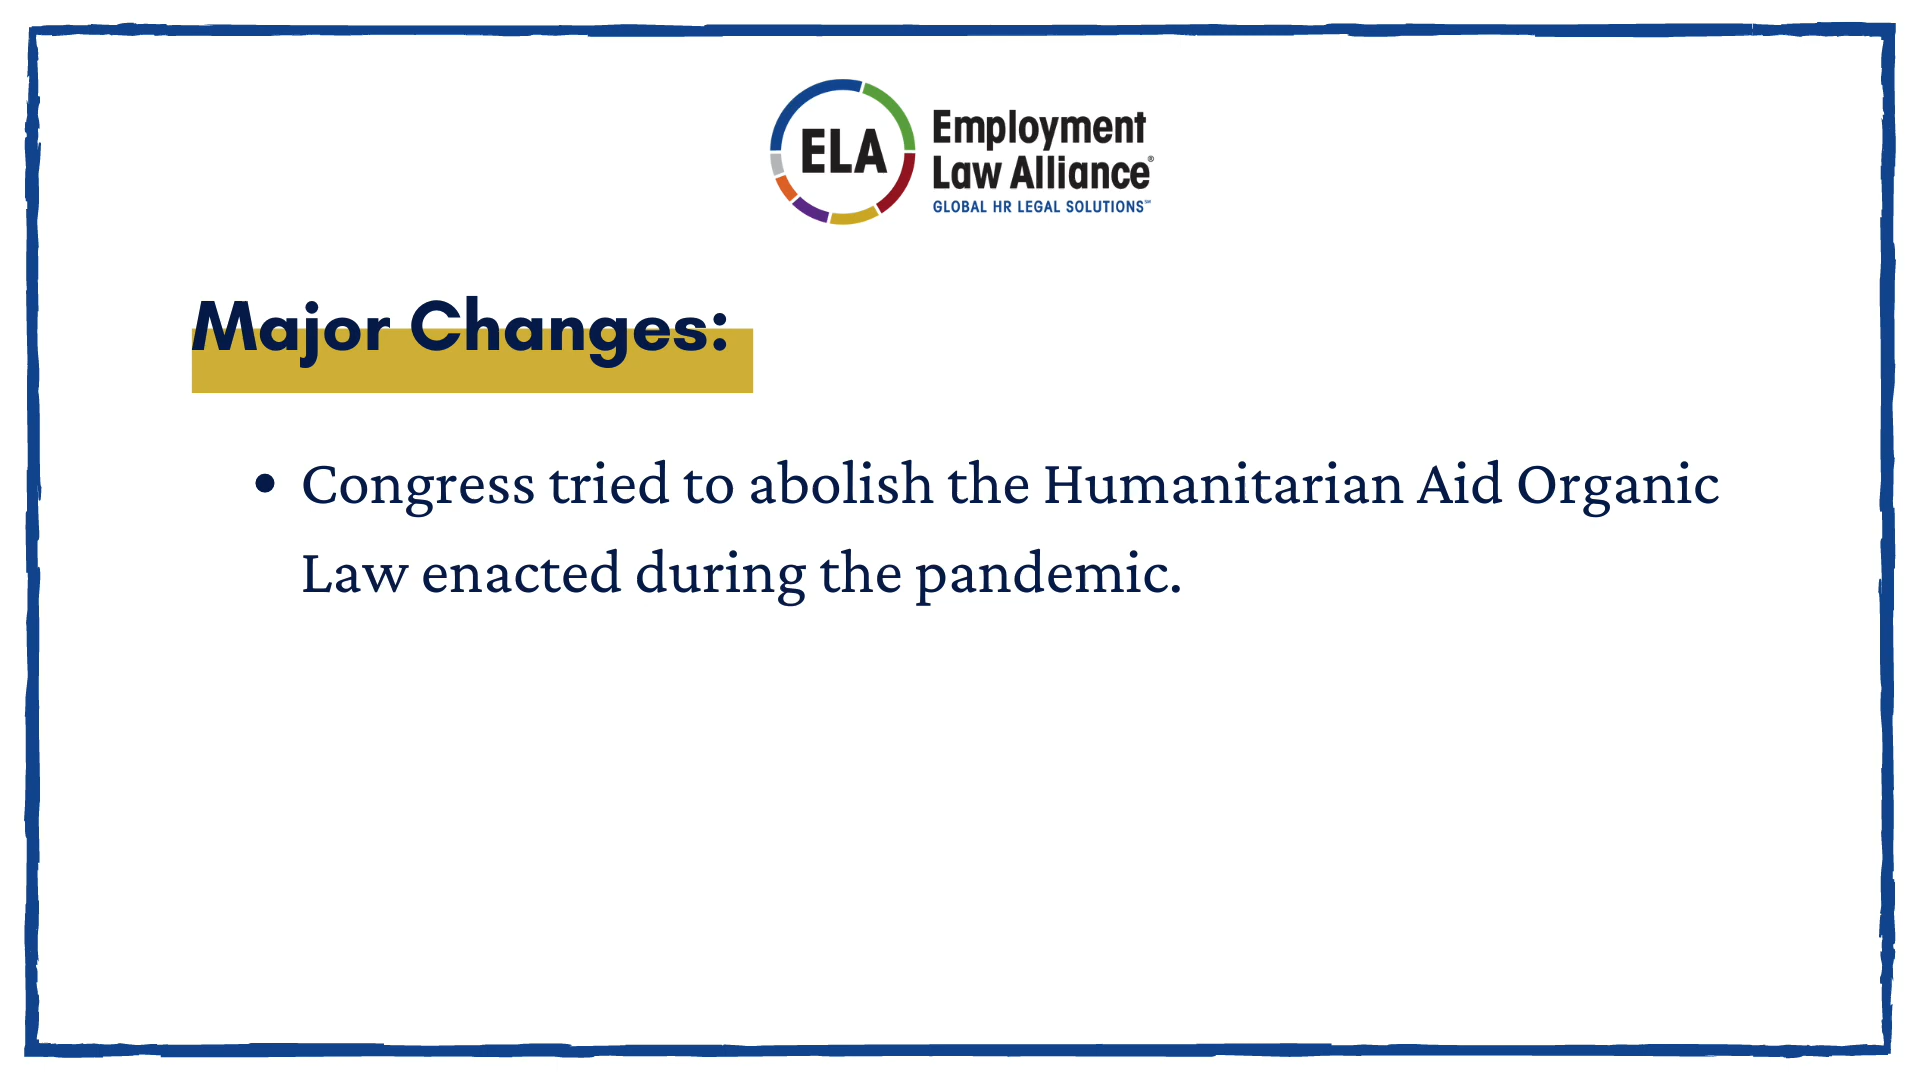 ELA
Employment
Law Alliance®
GLOBAL HR LEGAL SOLUTIONS℠
Major Changes:
• Congress tried to abolish the Humanitarian Aid Organic
Law enacted during the pandemic.